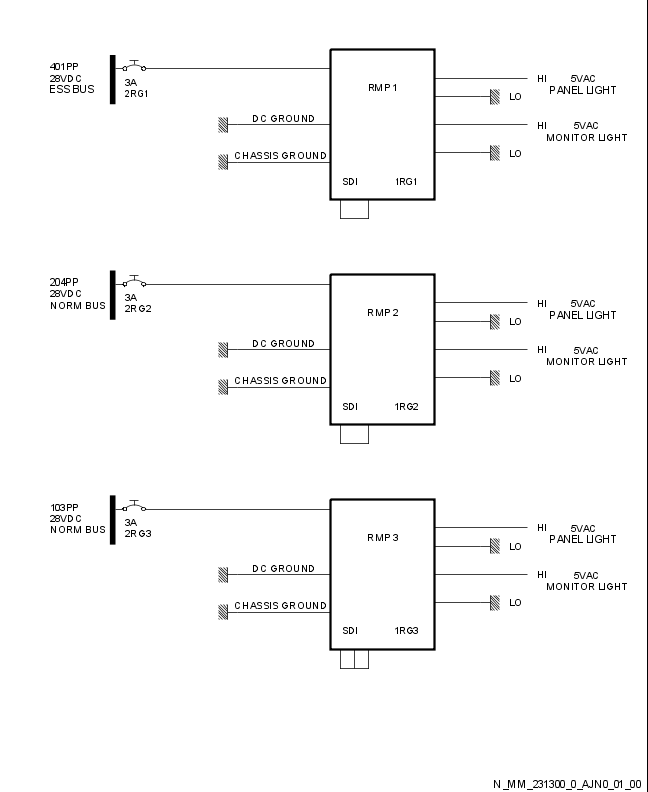 401PP
28VDC
ESS BUS
3A
2RG1
DC GROUND
CHASSIS GROUND
RMP 1
SDI 1RG1
HI 5VAC
PANEL LIGHT
LO
HI 5VAC
MONITOR LIGHT
LO
204PP
28VDC
NORM BUS
3A
2RG2
DC GROUND
CHASSIS GROUND
RMP 2
SDI 1RG2
HI 5VAC
PANEL LIGHT
LO
HI 5VAC
MONITOR LIGHT
LO
103PP
28VDC
NORM BUS
3A
2RG3
DC GROUND
CHASSIS GROUND
RMP 3
SDI 1RG3
HI 5VAC
PANEL LIGHT
LO
HI 5VAC
MONITOR LIGHT
LO
N_MM_231300_0_AJN0_01_00